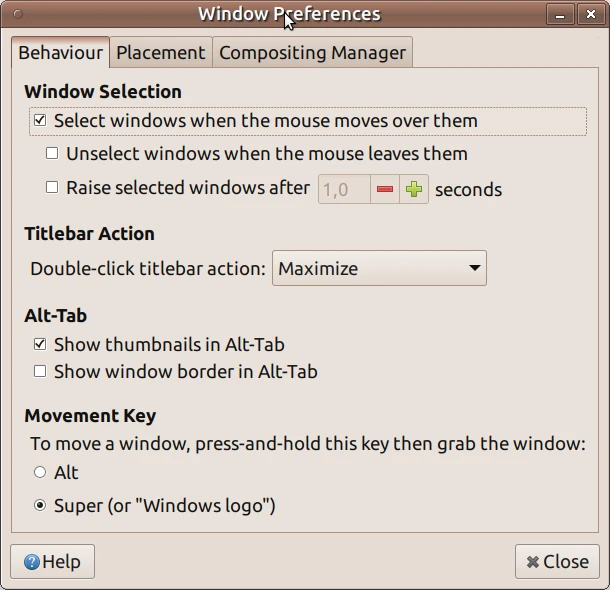 Window Preferences
Behaviour Placement Compositing Manager
Window Selection
Select windows when the mouse moves over them
Unselect windows when the mouse leaves them
Raise selected windows after 1,0 seconds
Titlebar Action
Double-click titlebar action: Maximize
Alt-Tab
Show thumbnails in Alt-Tab
Show window border in Alt-Tab
Movement Key
To move a window, press-and-hold this key then grab the window:
Alt
Super (or "Windows logo")
Help Close